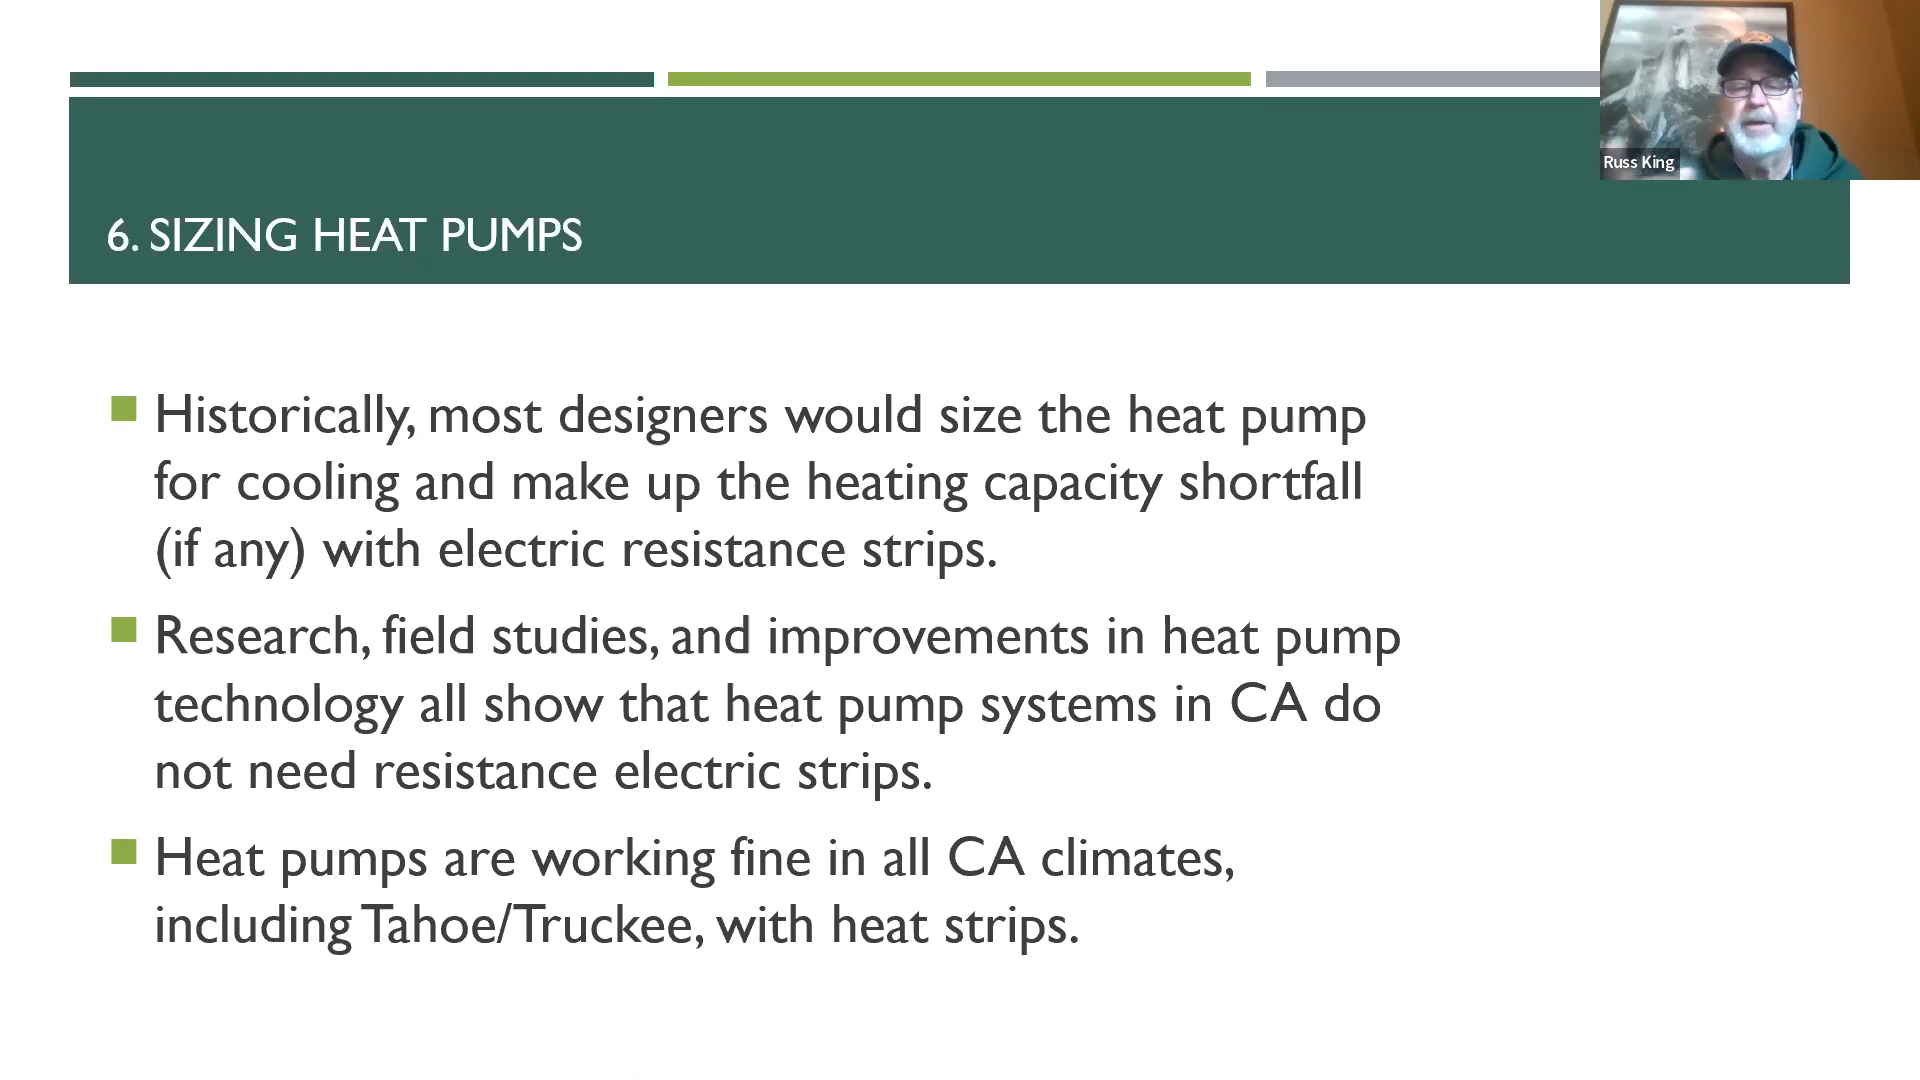 Russ King
6. SIZING HEAT PUMPS
Historically, most designers would size the heat pump
for cooling and make up the heating capacity shortfall
(if any) with electric resistance strips.
Research, field studies, and improvements in heat pump
technology all show that heat pump systems in CA do
not need resistance electric strips.
Heat pumps are working fine in all CA climates,
including Tahoe/Truckee, with heat strips.